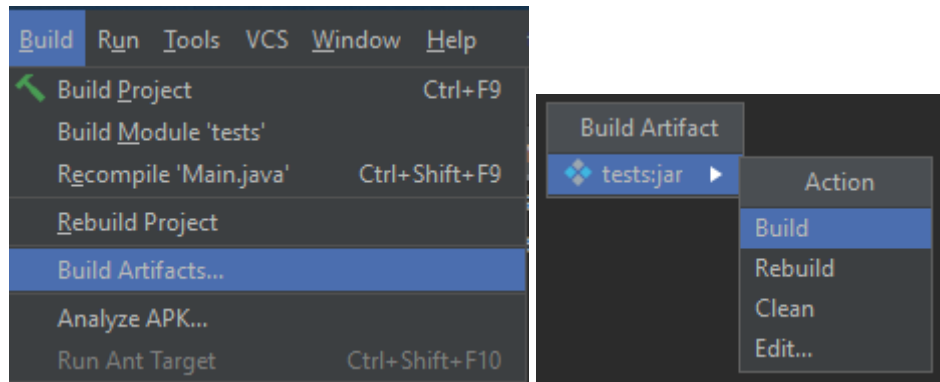 Build Run Tools VCS Window Help
Build Project Ctrl+F9
Build Module 'tests'
Recompile 'Main.java' Ctrl+Shift+F9
Rebuild Project
Build Artifacts...
Analyze APK...
Run Ant Target Ctrl+Shift+F10
Build Artifact
tests:jar
Action
Build
Rebuild
Clean
Edit...